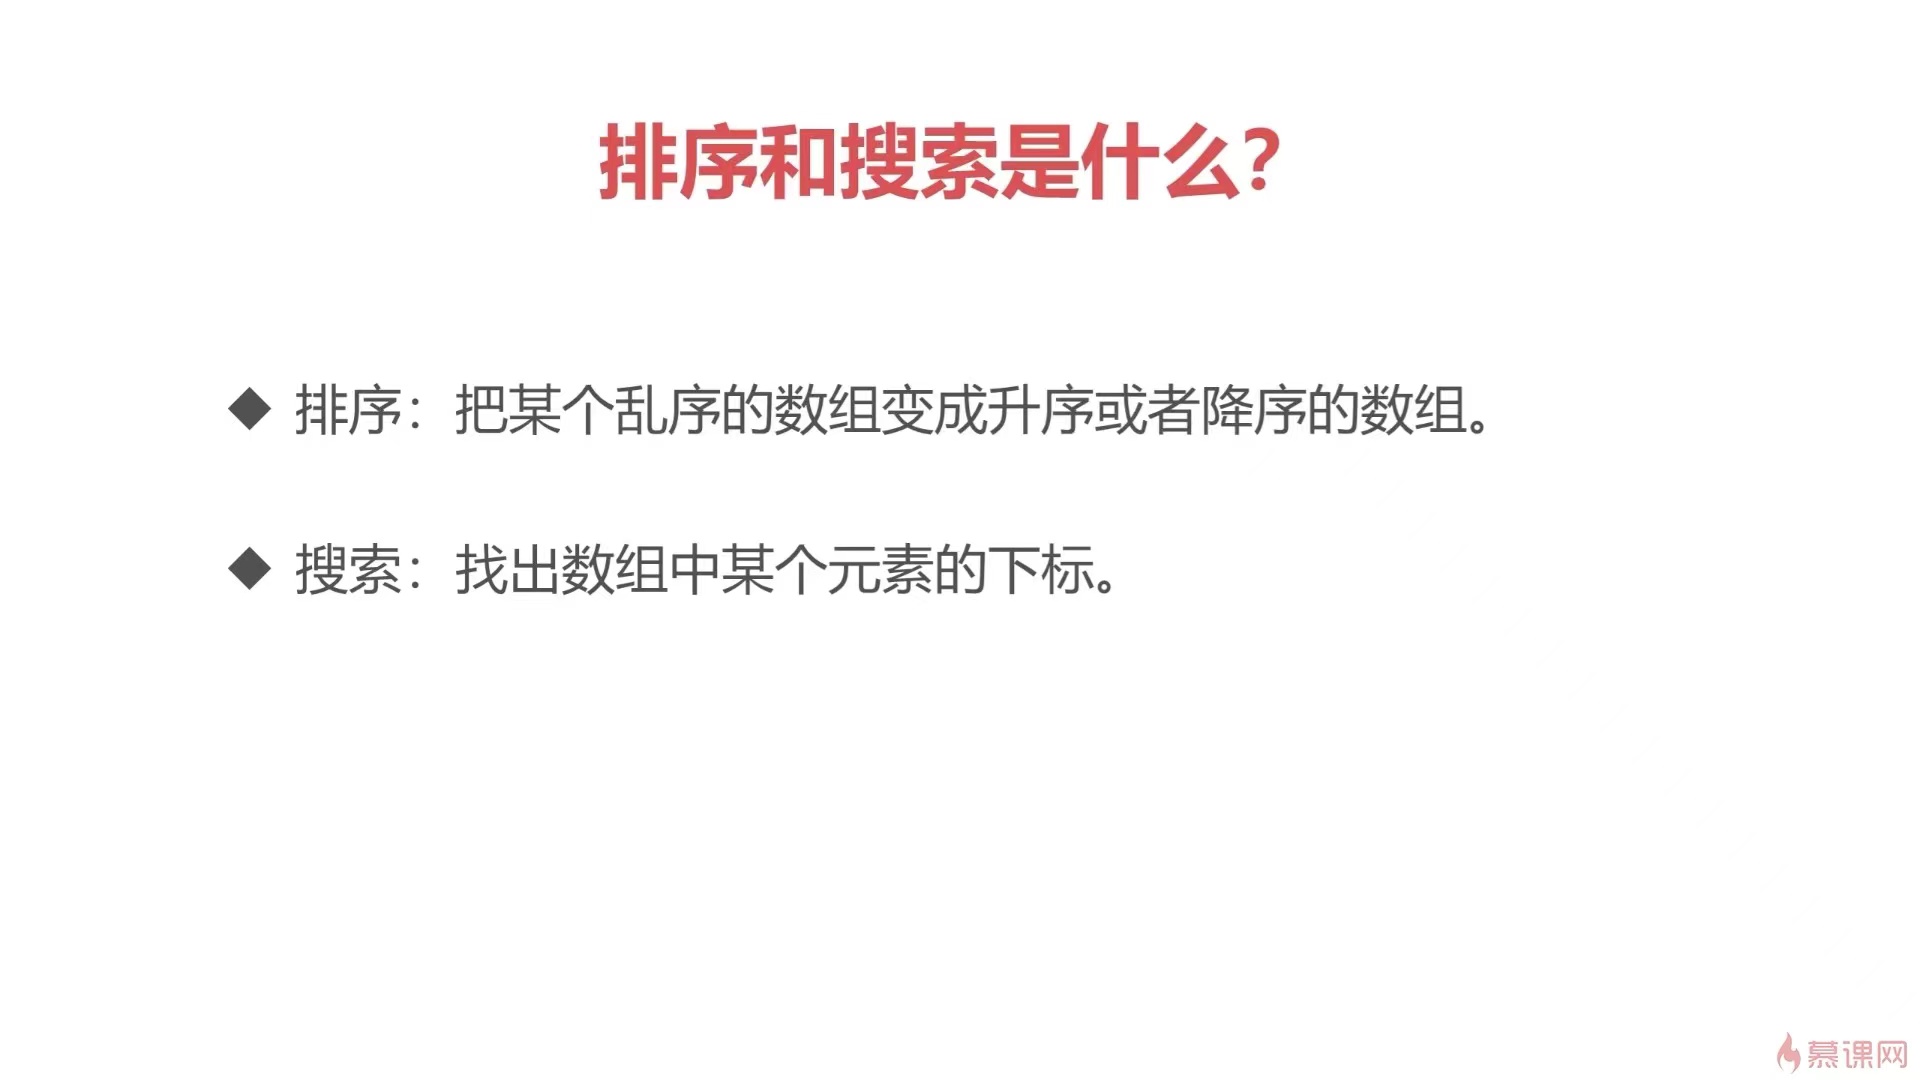 排序和搜索是什么？
◆ 排序：把某个乱序的数组变成升序或者降序的数组。
◆ 搜索：找出数组中某个元素的下标。
慕课网